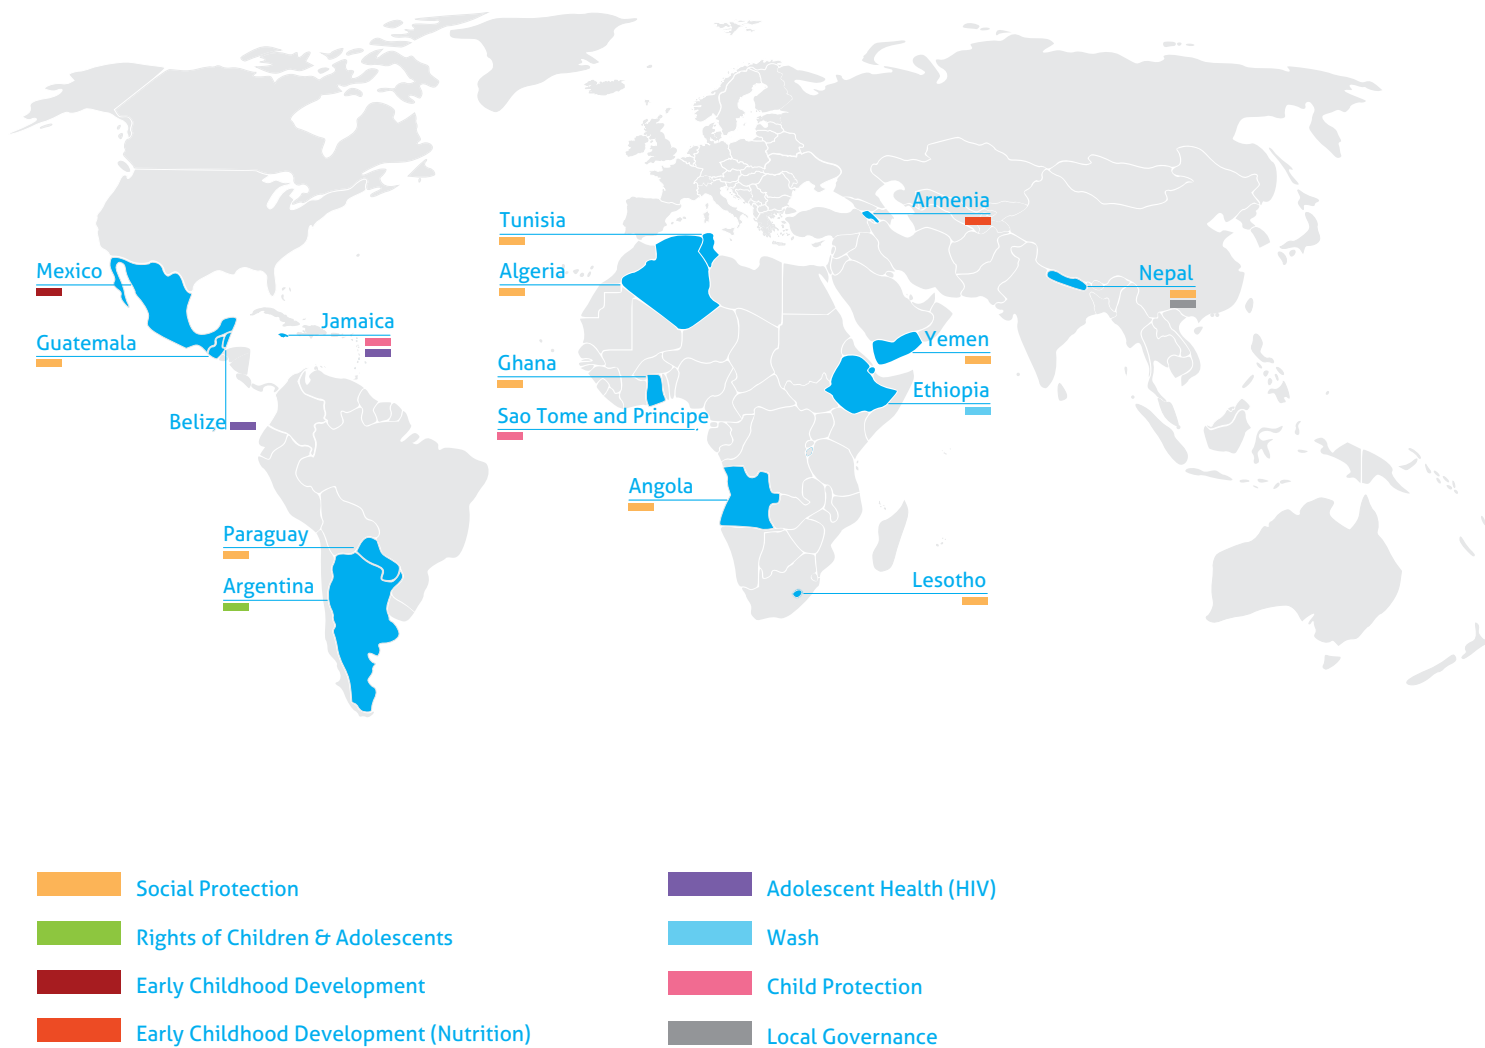 Armenia
Tunisia
Mexico
Algeria
Nepal
Jamaica
Guatemala
Yemen
Ghana
Ethiopia
Sao Tome and Principe
Belize
Angola
Paraguay
Argentina
Lesotho
Social Protection
Rights of Children & Adolescents
Early Childhood Development
Early Childhood Development (Nutrition)
Adolescent Health (HIV)
Wash
Child Protection
Local Governance